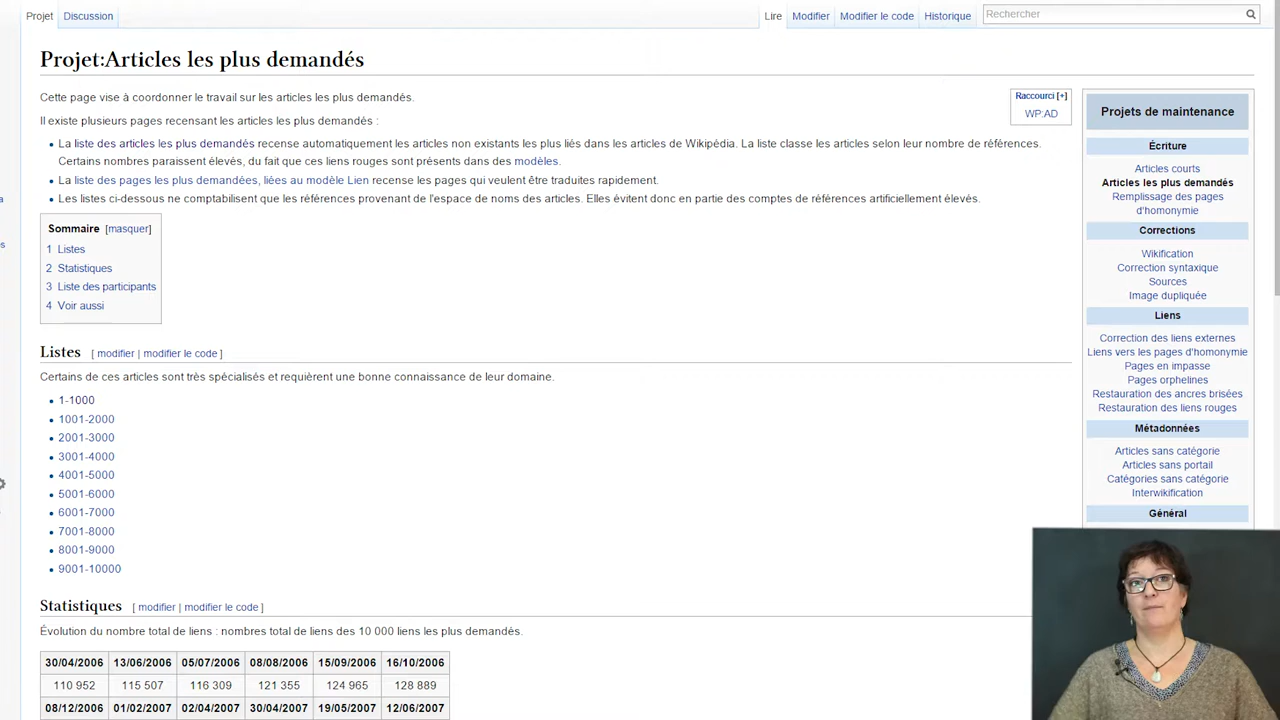 Projet
Discussion
Lire
Modifier
Modifier le code
Historique
Rechercher
Projet:Articles les plus demandés
Cette page vise à coordonner le travail sur les articles les plus demandés.
Il existe plusieurs pages recensant les articles les plus demandés :
La liste des articles les plus demandés recense automatiquement les articles non existants les plus liés dans les articles de Wikipédia. La liste classe les articles selon leur nombre de références.
Certains nombres paraissent élevés, du fait que ces liens rouges sont présents dans des modèles.
La liste des pages les plus demandées, liées au modèle Lien recense les pages qui veulent être traduites rapidement.
Les listes ci-dessous ne comptabilisent que les références provenant de l'espace de noms des articles. Elles évitent donc en partie des comptes de références artificiellement élevés.
Raccourci [+]
WP:AD
Sommaire [masquer]
1 Listes
2 Statistiques
3 Liste des participants
4 Voir aussi
Listes [ modifier | modifier le code ]
Certains de ces articles sont très spécialisés et requièrent une bonne connaissance de leur domaine.
1-1000
1001-2000
2001-3000
3001-4000
4001-5000
5001-6000
6001-7000
7001-8000
8001-9000
9001-10000
Statistiques [ modifier | modifier le code ]
Évolution du nombre total de liens : nombres total de liens des 10 000 liens les plus demandés.
30/04/2006 13/06/2006 05/07/2006 08/08/2006 15/09/2006 16/10/2006
110 952 115 507 116 309 121 355 124 965 128 889
08/12/2006 01/02/2007 02/04/2007 30/04/2007 19/05/2007 12/06/2007
Projets de maintenance
Écriture
Articles courts
Articles les plus demandés
Remplissage des pages
d'homonymie
Corrections
Wikification
Correction syntaxique
Sources
Image dupliquée
Liens
Correction des liens externes
Liens vers les pages d'homonymie
Pages en impasse
Pages orphelines
Restauration des ancres brisées
Restauration des liens rouges
Métadonnées
Articles sans catégorie
Articles sans portail
Catégories sans catégorie
Interwikification
Général